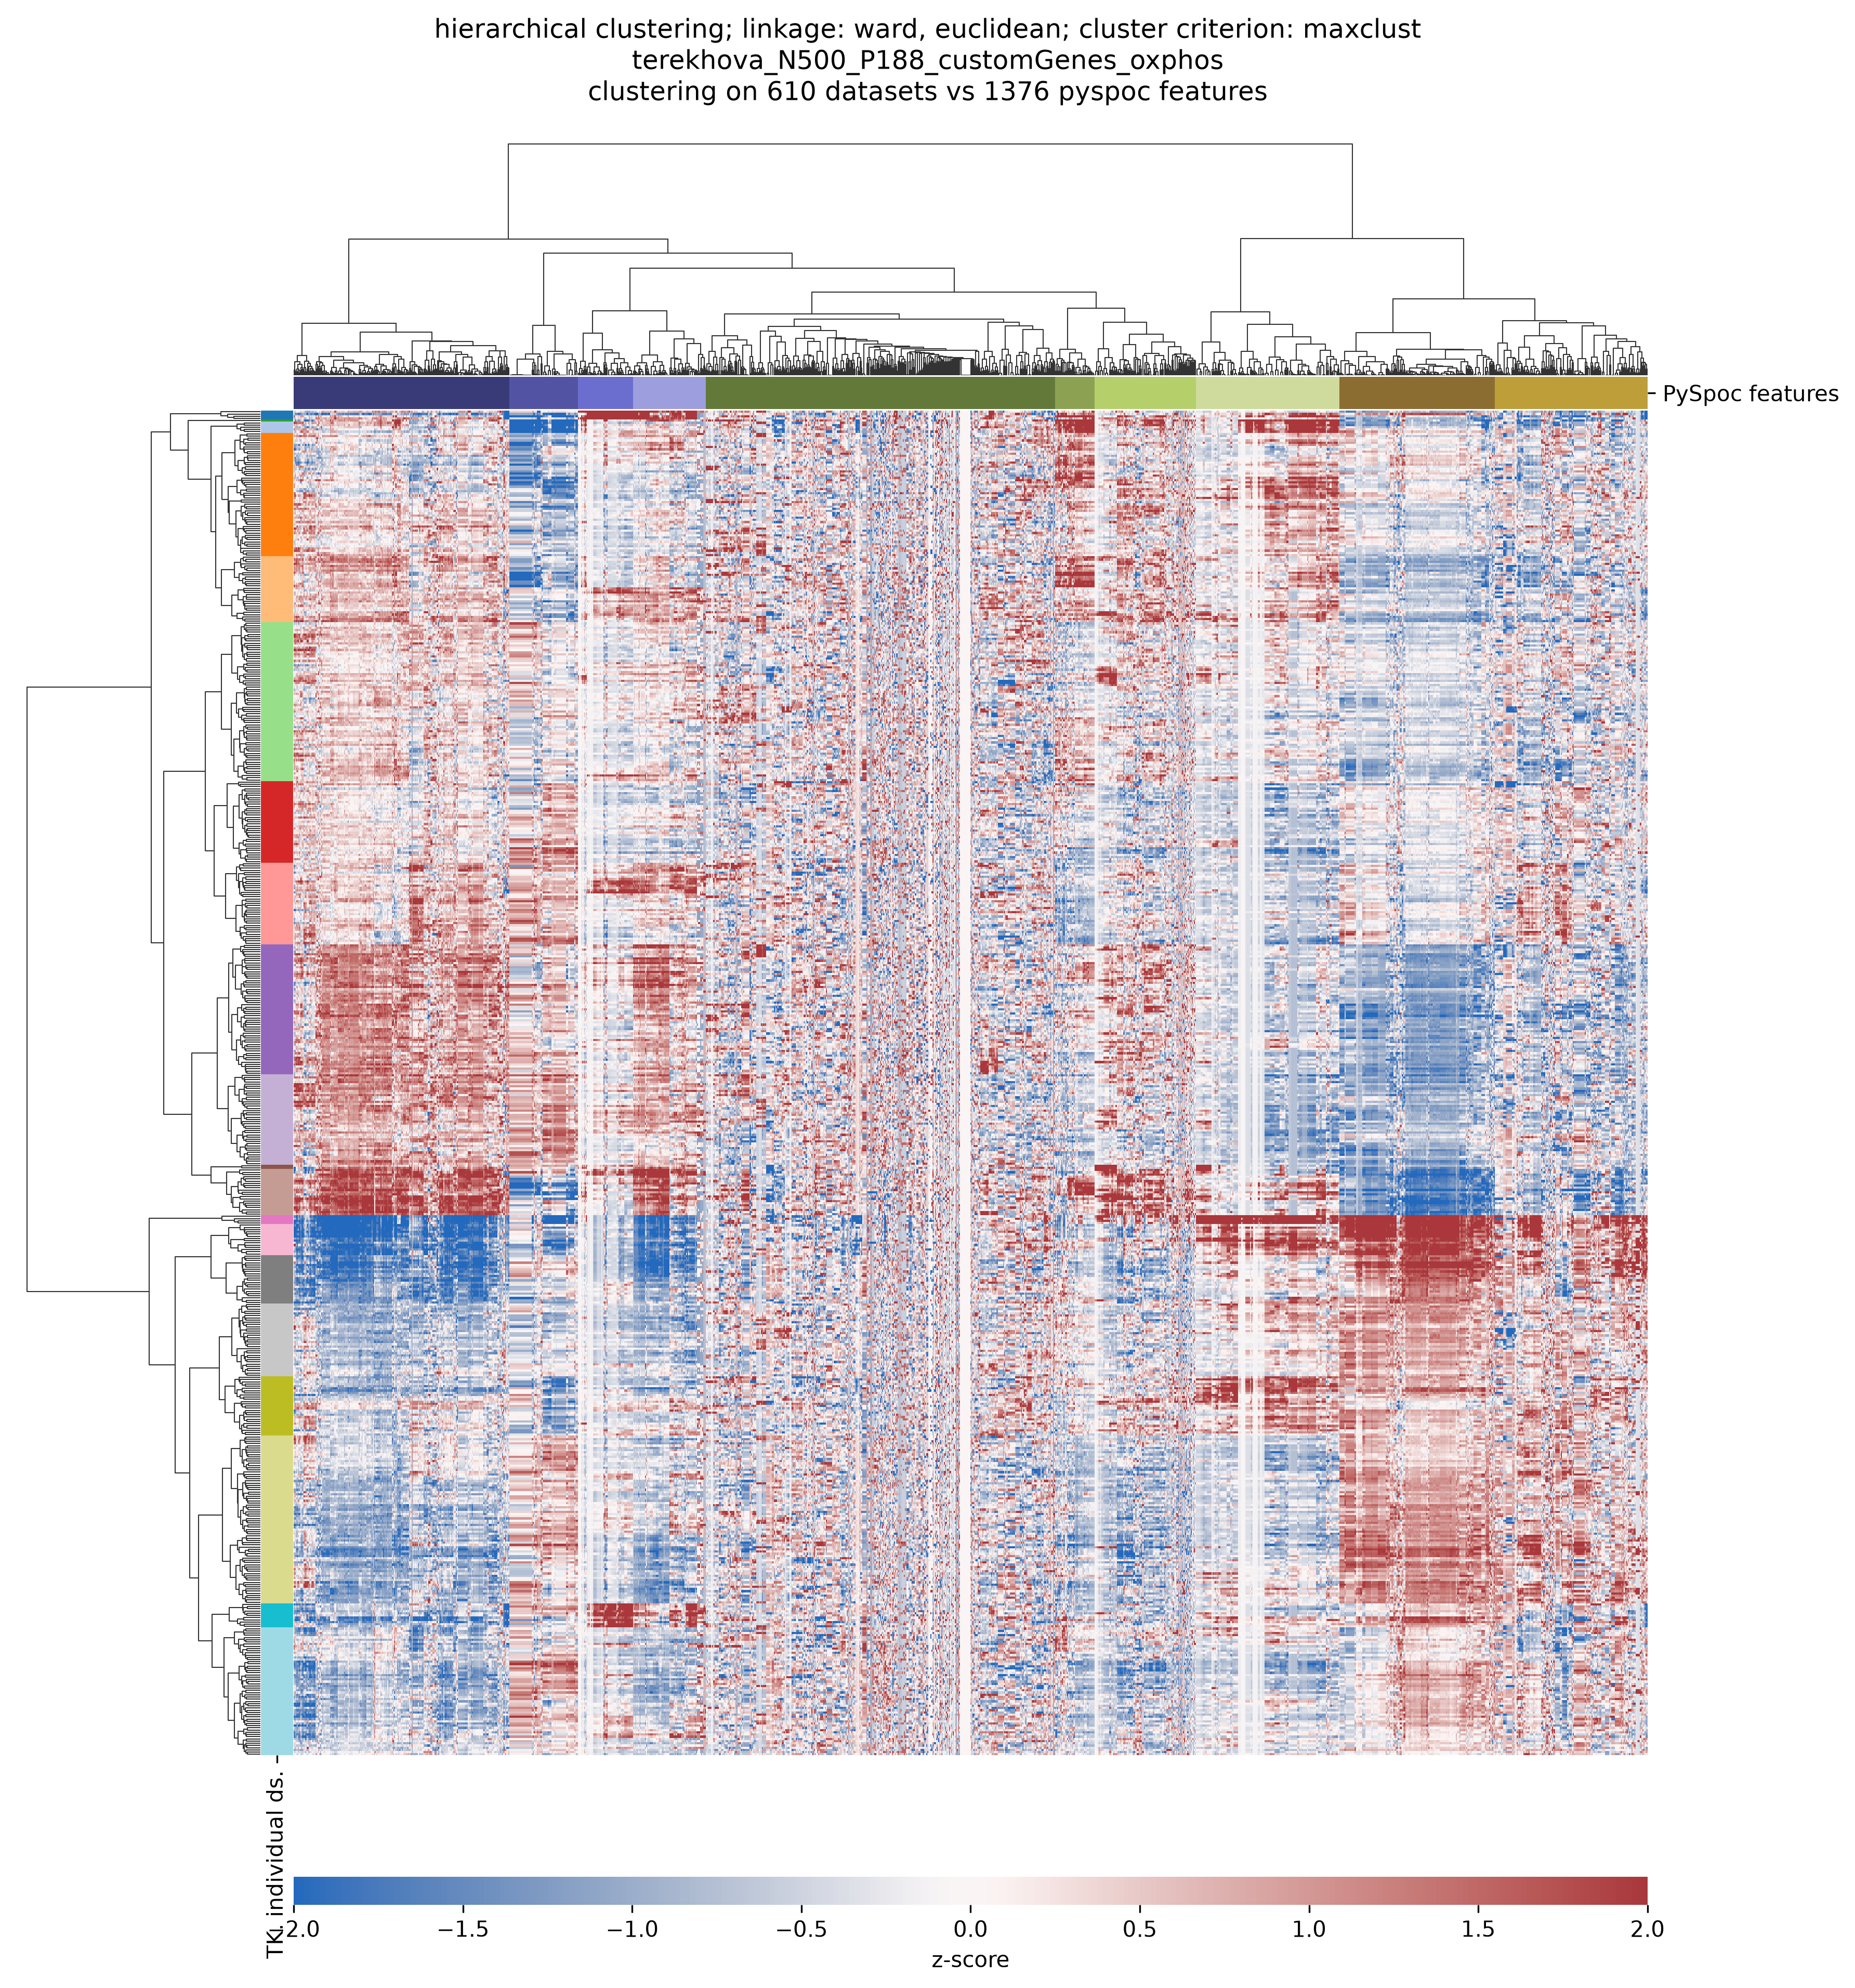 hierarchical clustering; linkage: ward, euclidean; cluster criterion: maxclust
terekhova_N500_P188_customGenes_oxphos
clustering on 610 datasets vs 1376 pyspoc features
PySpoc features
TK. individual ds.
−2.0 −1.5 −1.0 −0.5 0.0 0.5 1.0 1.5 2.0
z-score